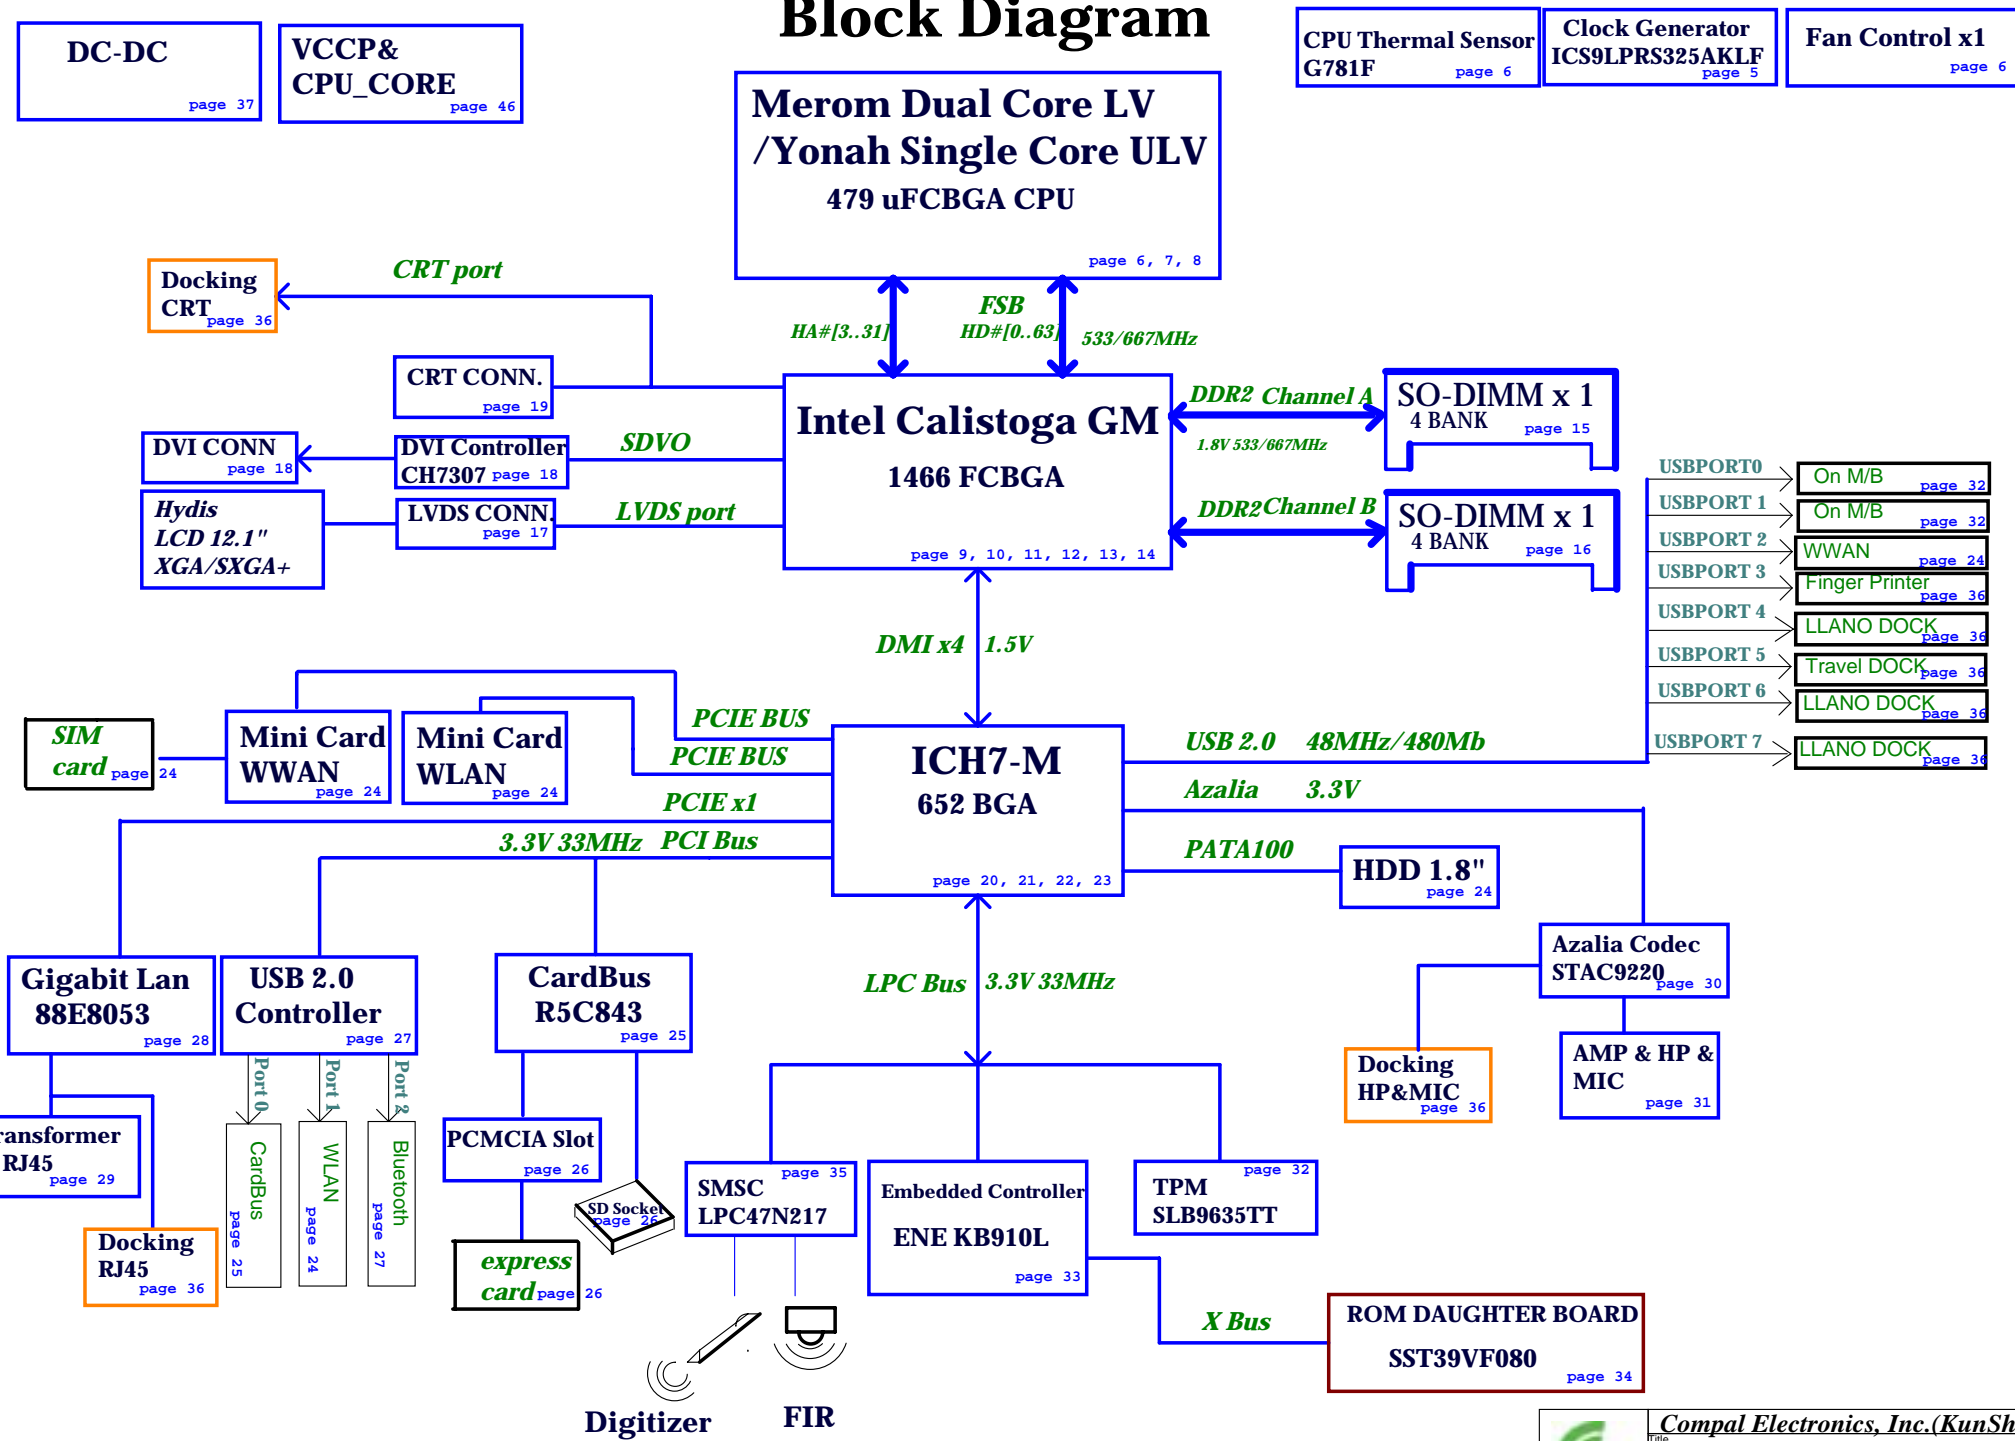 Block Diagram
DC-DC
page 37
VCCP&
CPU_CORE
page 46
CPU Thermal Sensor
G781F
page 6
Clock Generator
ICS9LPRS325AKLF
page 5
Fan Control x1
page 6
Merom Dual Core LV
/Yonah Single Core ULV
479 uFCBGA CPU
page 6, 7, 8
Docking
CRT
page 36
CRT port
HA#[3..31]
FSB
HD#[0..63]
533/667MHz
CRT CONN.
page 19
DVI CONN
page 18
DVI Controller
CH7307 page 18
SDVO
Hydis
LCD 12.1"
XGA/SXGA+
LVDS CONN.
page 17
LVDS port
Intel Calistoga GM
1466 FCBGA
page 9, 10, 11, 12, 13, 14
DDR2 Channel A
1.8V 533/667MHz
SO-DIMM x 1
4 BANK
page 15
DDR2 Channel B
SO-DIMM x 1
4 BANK
page 16
USBPORT0
On M/B
page 32
USBPORT 1
On M/B
page 32
USBPORT 2
WWAN
page 24
USBPORT 3
Finger Printer
page 36
USBPORT 4
LLANO DOCK
page 36
USBPORT 5
Travel DOCK
page 36
USBPORT 6
LLANO DOCK
page 36
USBPORT 7
LLANO DOCK
page 36
DMI x4 1.5V
SIM
card page 24
Mini Card
WWAN
page 24
Mini Card
WLAN
page 24
PCIE BUS
PCIE BUS
PCIE x1
3.3V 33MHz PCI Bus
ICH7-M
652 BGA
page 20, 21, 22, 23
USB 2.0 48MHz/480Mb
Azalia 3.3V
PATA100
HDD 1.8"
page 24
Azalia Codec
STAC9220
page 30
Docking
HP&MIC
page 36
AMP & HP &
MIC
page 31
Gigabit Lan
88E8053
page 28
USB 2.0
Controller
page 27
CardBus
R5C843
page 25
LPC Bus 3.3V 33MHz
Port 0
Port 1
Port 2
CardBus
page 25
WLAN
page 24
Bluetooth
page 27
ransformer
RJ45
page 29
Docking
RJ45
page 36
PCMCIA Slot
page 26
SD Socket
page 26
express
card page 26
page 35
SMSC
LPC47N217
Embedded Controller
ENE KB910L
page 33
page 32
TPM
SLB9635TT
X Bus
ROM DAUGHTER BOARD
SST39VF080
page 34
Digitizer
FIR
Compal Electronics, Inc.(KunSh
Title